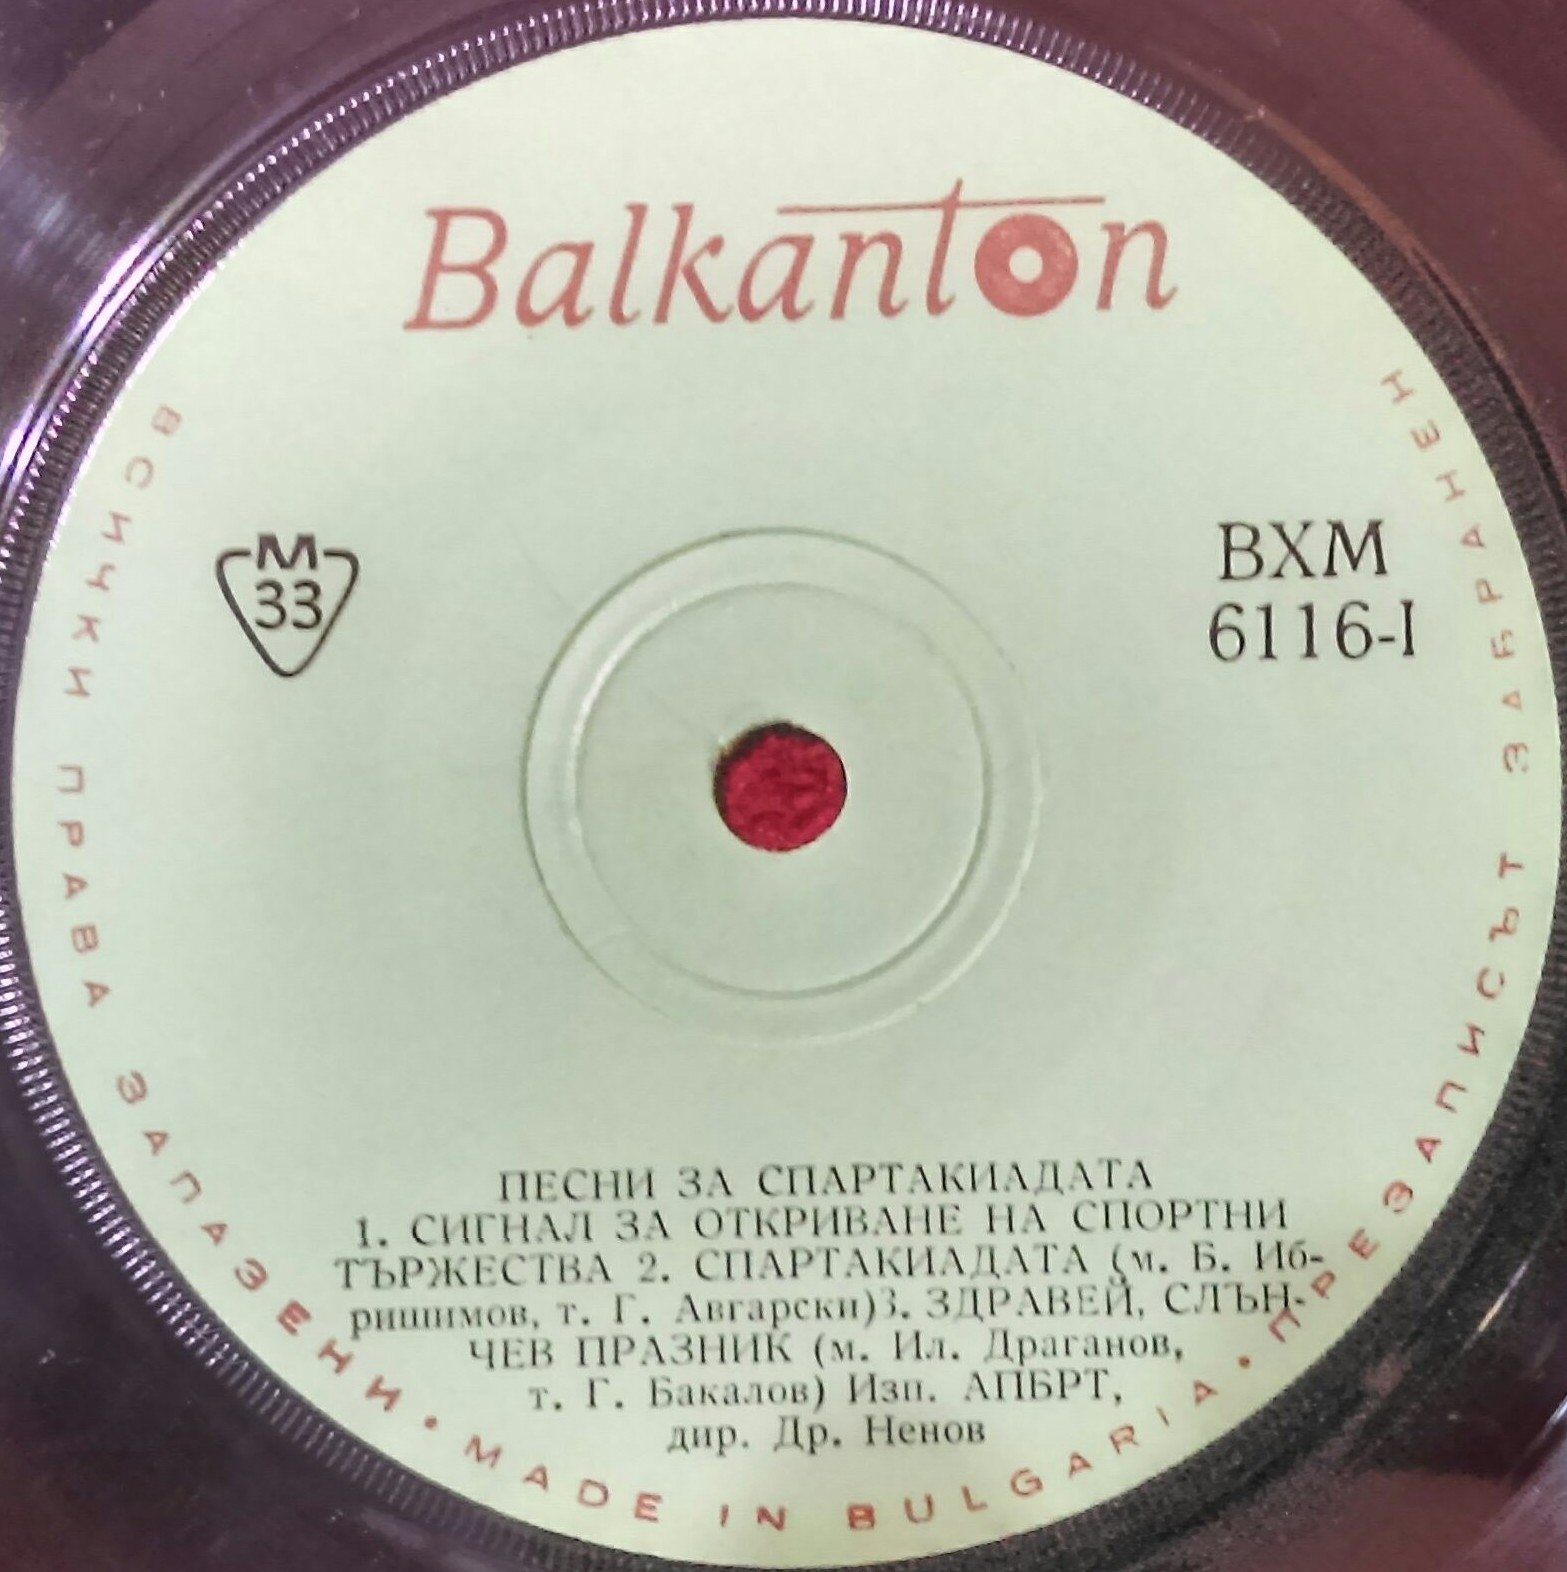 Balkanton
М
33
ВХМ
6116-I
ПЕСНИ ЗА СПАРТАКИАДАТА
1. СИГНАЛ ЗА ОТКРИВАНЕ НА СПОРТНИ
ТЪРЖЕСТВА 2. СПАРТАКИАДАТА (м. Б. Иб-
ришимов, т. Г. Авгарски)3. ЗДРАВЕЙ, СЛЪН-
ЧЕВ ПРАЗНИК (м. Ил. Драганов,
т. Г. Бакалов) Изп. АПБРТ,
дир. Др. Ненов
ВСИЧКИ ПРАВА ЗАПАЗЕНИ • MADE IN BULGARIA • ПРЕЗАПИСЪТ ЗАБРАНЕН